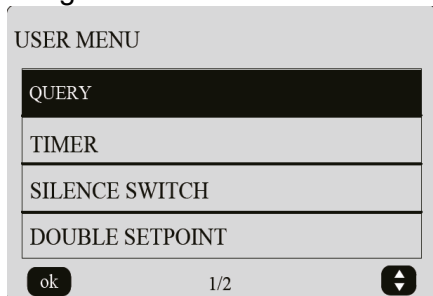 USER MENU
QUERY
TIMER
SILENCE SWITCH
DOUBLE SETPOINT
ok 1/2